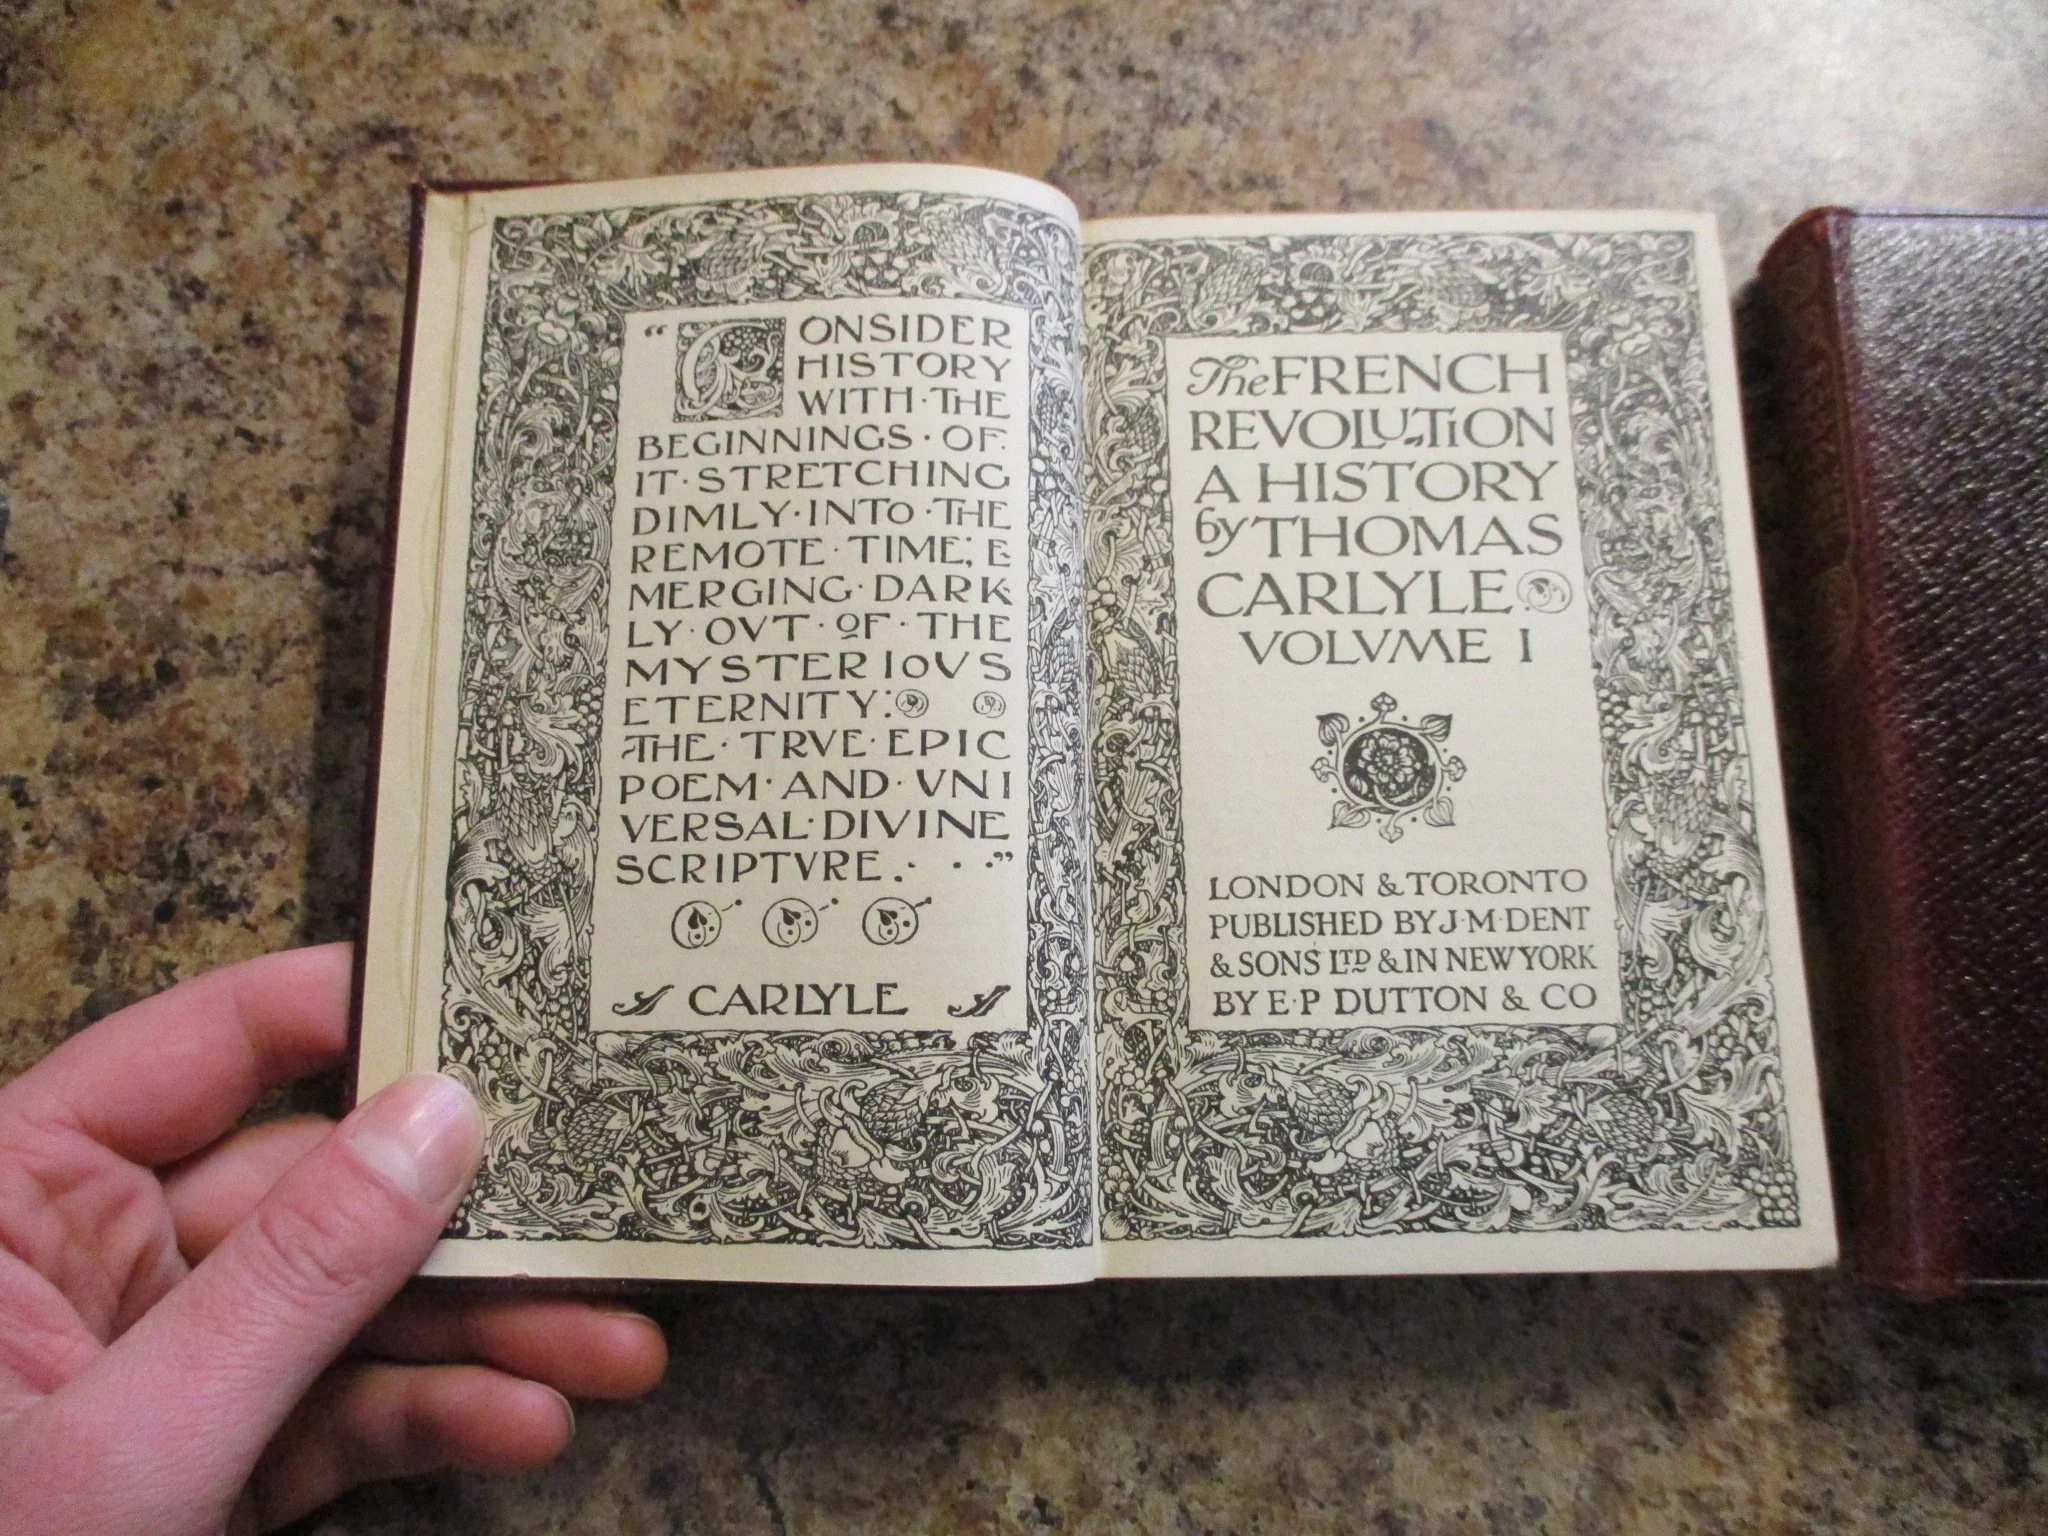 “CONSIDER
HISTORY
WITH·THE
BEGINNINGS·OF·
IT·STRETCHING
DIMLY·INTO·THE
REMOTE·TIME; E
MERGING·DARK
LY·OVT·OF·THE
MYSTERIOVS
ETERNITY:
THE·TRVE·EPIC
POEM·AND·VNI
VERSAL·DIVINE
SCRIPTVRE. · · ·”
CARLYLE
The FRENCH
REVOLUTION
A HISTORY
by THOMAS
CARLYLE
VOLVME I
LONDON & TORONTO
PUBLISHED BY J·M·DENT
& SONS LTD & IN NEW YORK
BY E·P DUTTON & CO